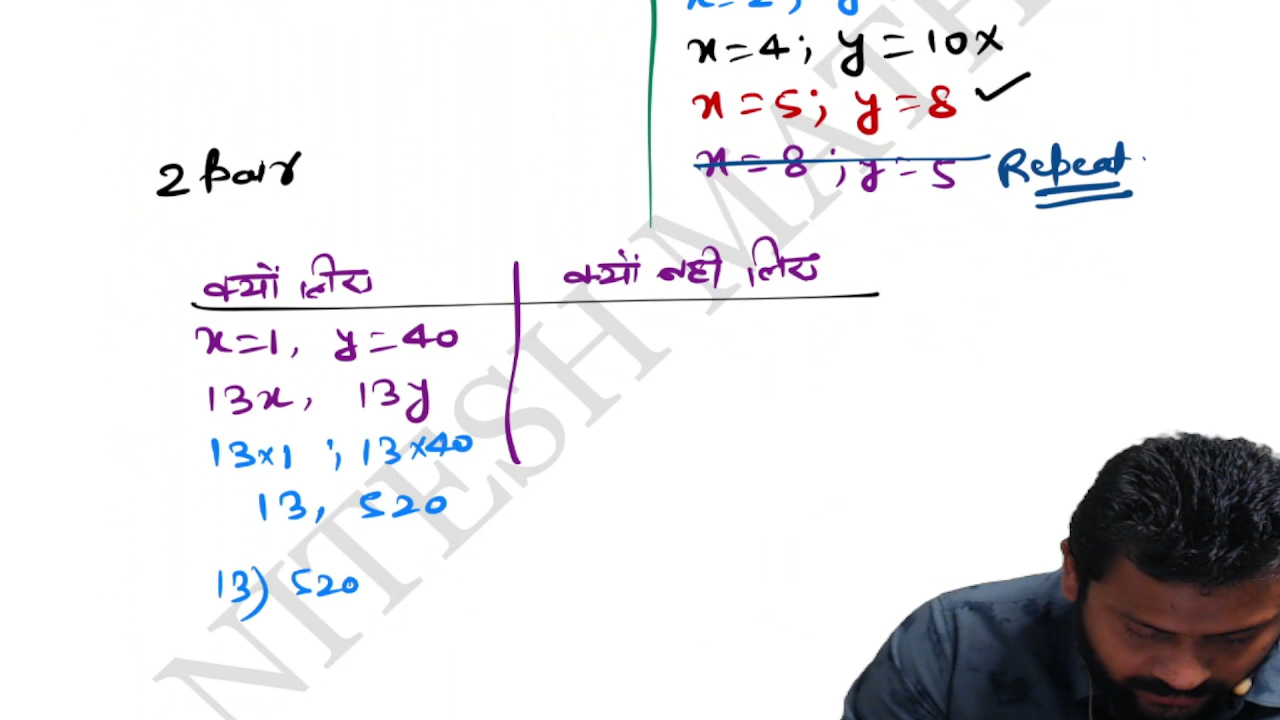 x=2; y
x=4; y=10x
x=5; y=8 ✓
x=8; y=5 Repeat.
2 Pair
क्यों लिए
क्यों नहीं लिए
x=1, y=40
13x, 13y
13×1 ; 13×40
13, 520
13) 520
NITESH MATH